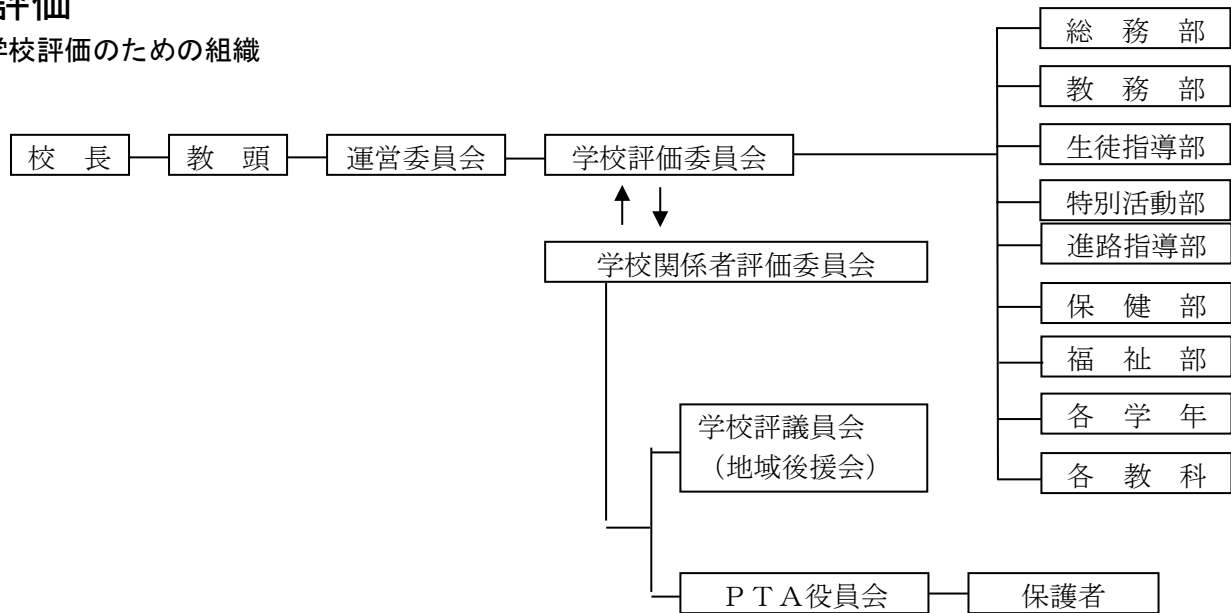 評価
学校評価のための組織
校　長
教　頭
運営委員会
学校評価委員会
総　務　部
教　務　部
生徒指導部
特別活動部
進路指導部
保　健　部
福　祉　部
各　学　年
各　教　科
学校関係者評価委員会
学校評議員会
（地域後援会）
ＰＴＡ役員会
保護者